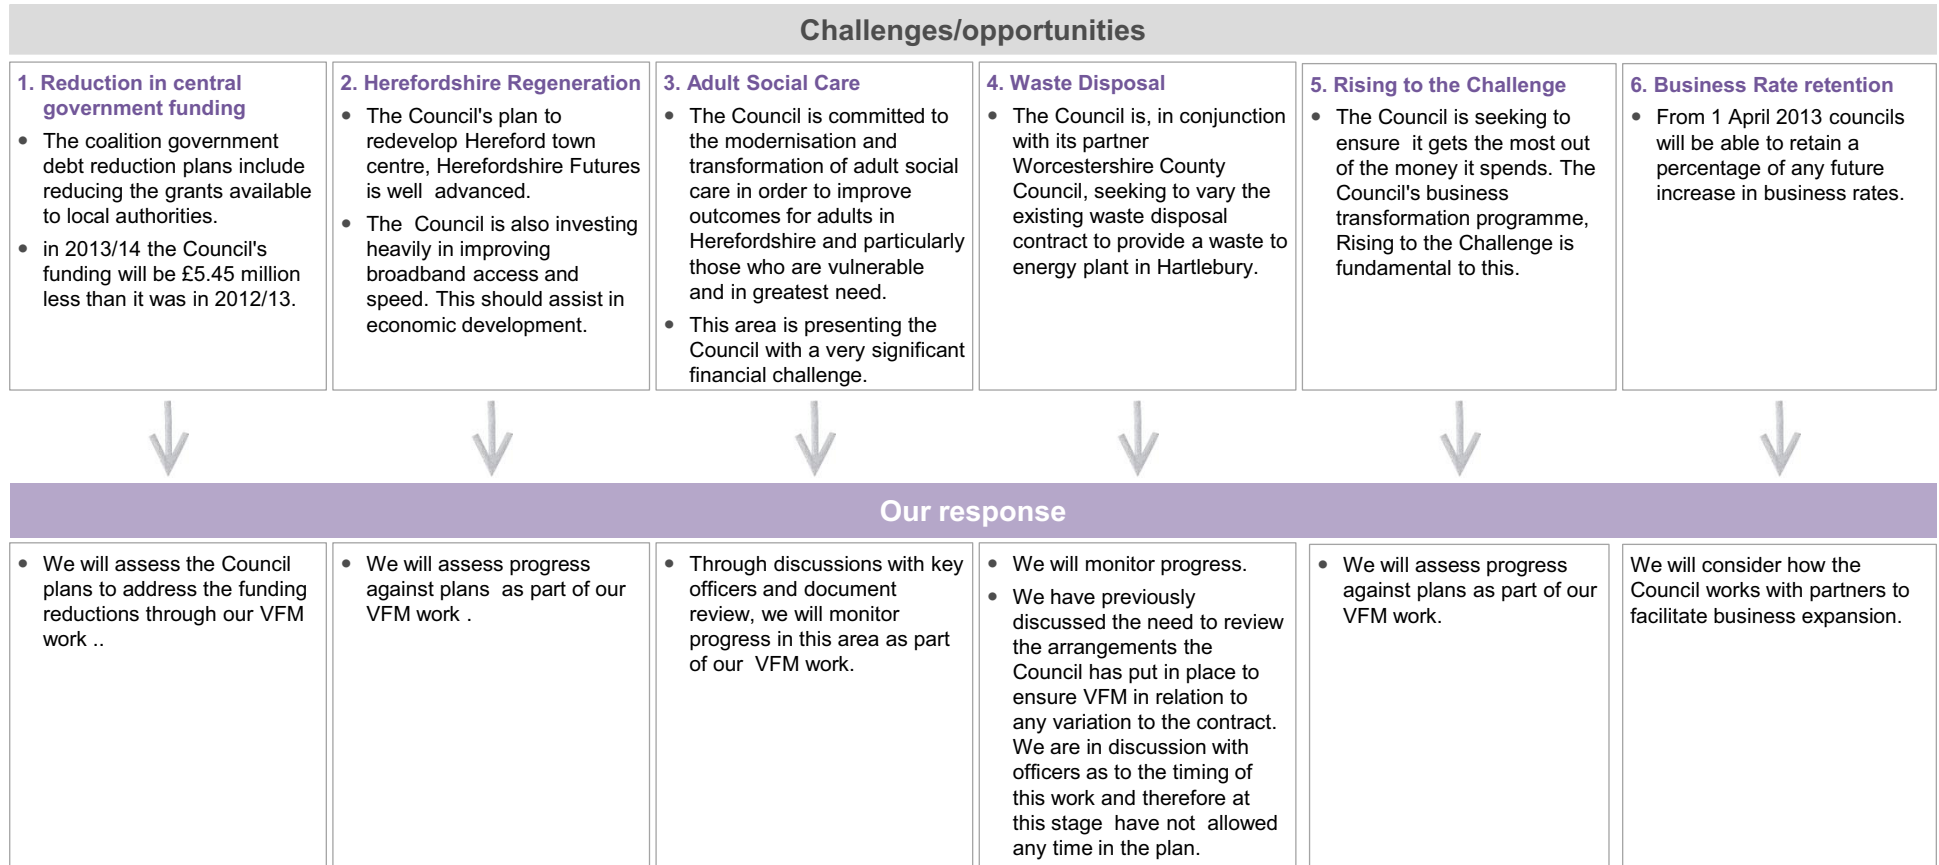 Challenges/opportunities
1. Reduction in central
government funding
• The coalition government
debt reduction plans include
reducing the grants available
to local authorities.
• in 2013/14 the Council's
funding will be £5.45 million
less than it was in 2012/13.
2. Herefordshire Regeneration
• The Council's plan to
redevelop Hereford town
centre, Herefordshire Futures
is well  advanced.
• The  Council is also investing
heavily in improving
broadband access and
speed. This should assist in
economic development.
3. Adult Social Care
• The Council is committed to
the modernisation and
transformation of adult social
care in order to improve
outcomes for adults in
Herefordshire and particularly
those who are vulnerable
and in greatest need.
• This area is presenting the
Council with a very significant
financial challenge.
4. Waste Disposal
• The Council is, in conjunction
with its partner
Worcestershire County
Council, seeking to vary the
existing waste disposal
contract to provide a waste to
energy plant in Hartlebury.
5. Rising to the Challenge
• The Council is seeking to
ensure  it gets the most out
of the money it spends. The
Council's business
transformation programme,
Rising to the Challenge is
fundamental to this.
6. Business Rate retention
• From 1 April 2013 councils
will be able to retain a
percentage of any future
increase in business rates.
Our response
• We will assess the Council
plans to address the funding
reductions through our VFM
work ..
• We will assess progress
against plans  as part of our
VFM work .
• Through discussions with key
officers and document
review, we will monitor
progress in this area as part
of our  VFM work.
• We will monitor progress.
• We have previously
discussed the need to review
the arrangements the
Council has put in place to
ensure VFM in relation to
any variation to the contract.
We are in discussion with
officers as to the timing of
this work and therefore at
this stage  have not  allowed
any time in the plan.
• We will assess progress
against plans as part of our
VFM work.
We will consider how the
Council works with partners to
facilitate business expansion.